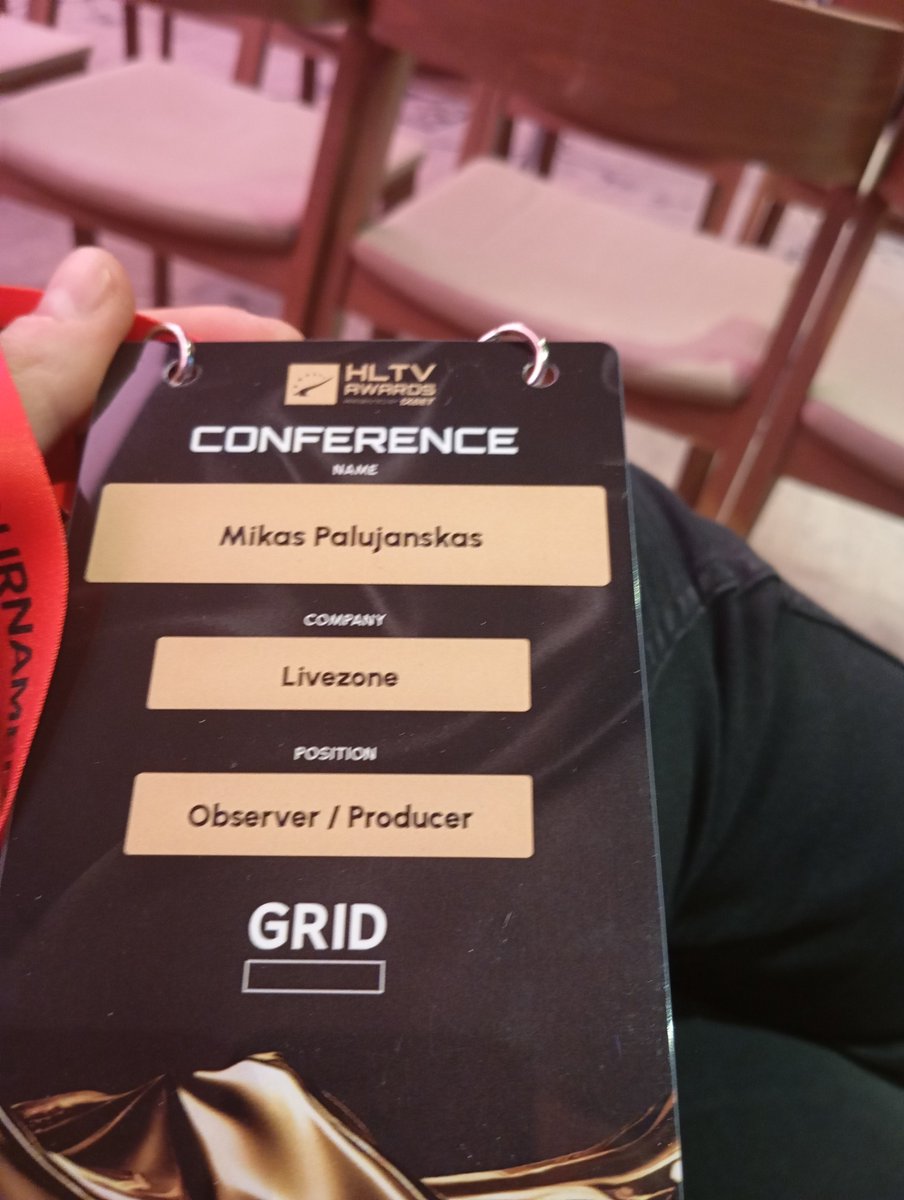 HLTV
AWARDS
CONFERENCE
NAME
Mikas Palujanskas
COMPANY
Livezone
POSITION
Observer / Producer
GRID